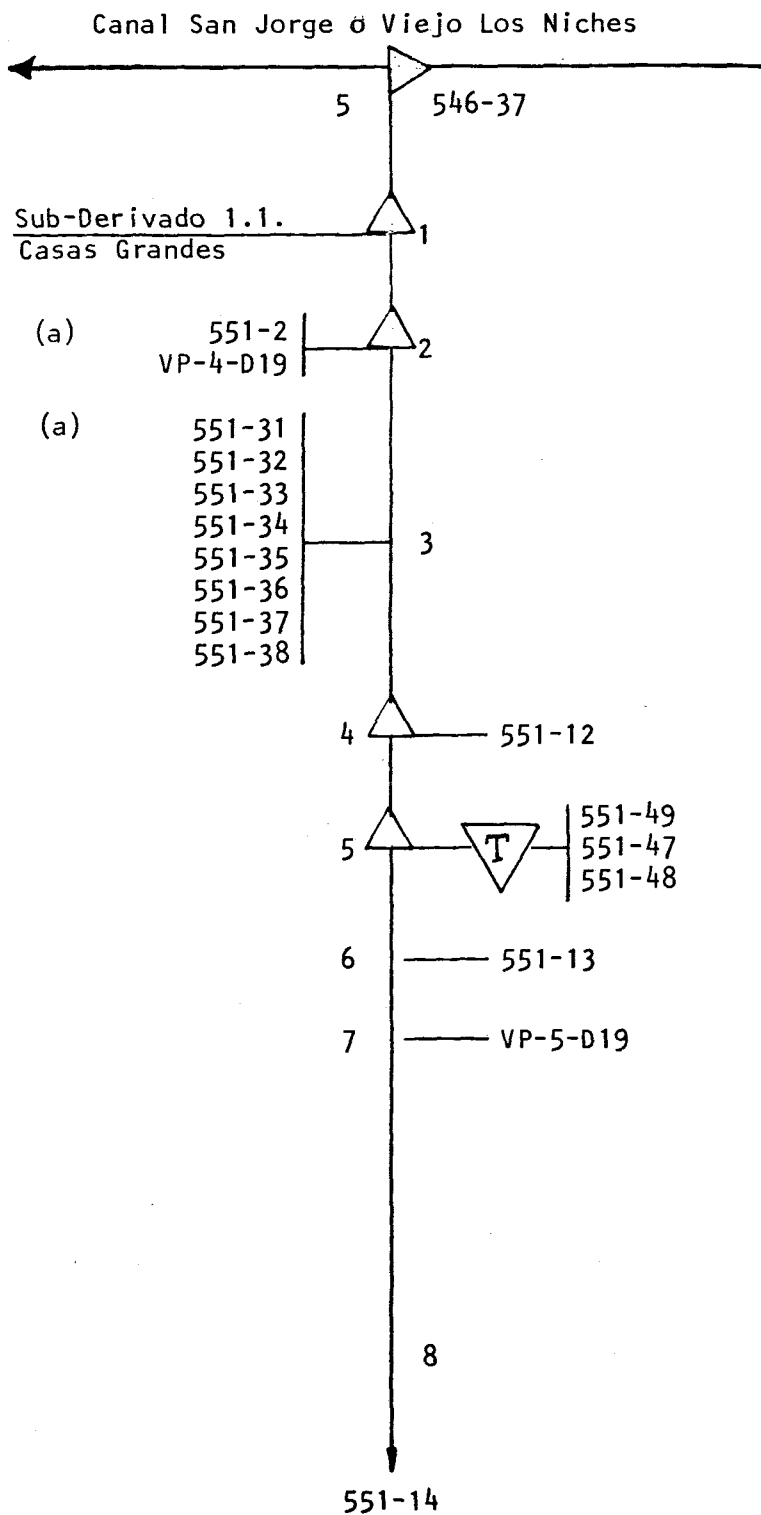 Canal San Jorge ó Viejo Los Niches
5 546-37
Sub-Derivado 1.1.
Casas Grandes
1
(a) 551-2
VP-4-D19
2
(a) 551-31
551-32
551-33
551-34
551-35
551-36
551-37
551-38
3
4 551-12
5 T
551-49
551-47
551-48
6 551-13
7 VP-5-D19
8
551-14